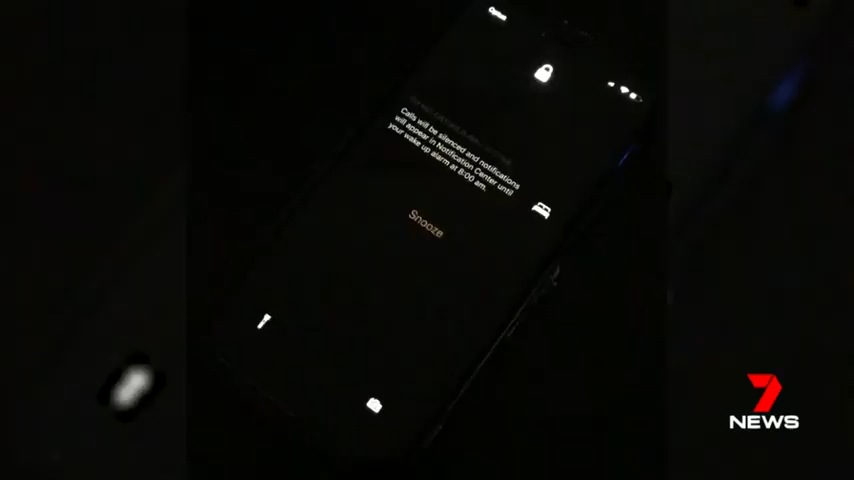 Optus
Calls will be silenced and notifications
will appear in Notification Center until
your wake up alarm at 8:00 am.
Snooze
7
NEWS